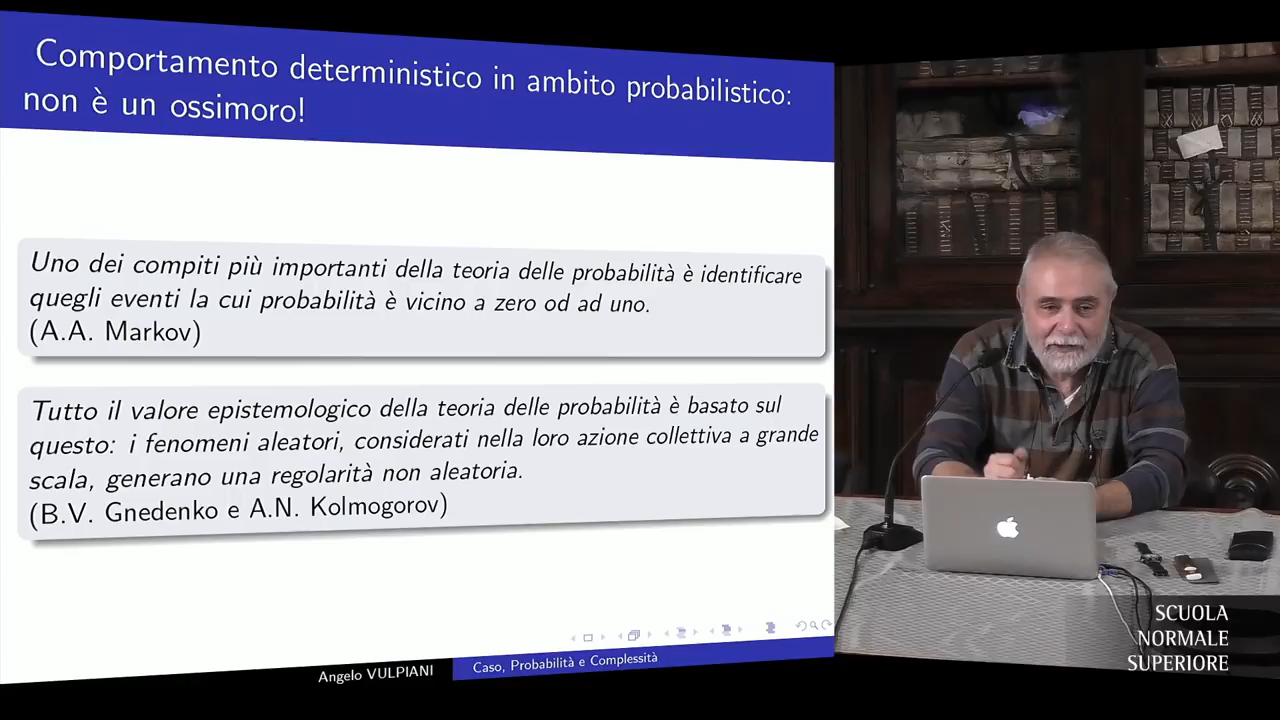 Comportamento deterministico in ambito probabilistico:
non è un ossimoro!
Uno dei compiti più importanti della teoria delle probabilità è identificare
quegli eventi la cui probabilità è vicino a zero od ad uno.
(A.A. Markov)
Tutto il valore epistemologico della teoria delle probabilità è basato sul
questo: i fenomeni aleatori, considerati nella loro azione collettiva a grande
scala, generano una regolarità non aleatoria.
(B.V. Gnedenko e A.N. Kolmogorov)
Angelo VULPIANI
Caso, Probabilità e Complessità
SCUOLA
NORMALE
SUPERIORE